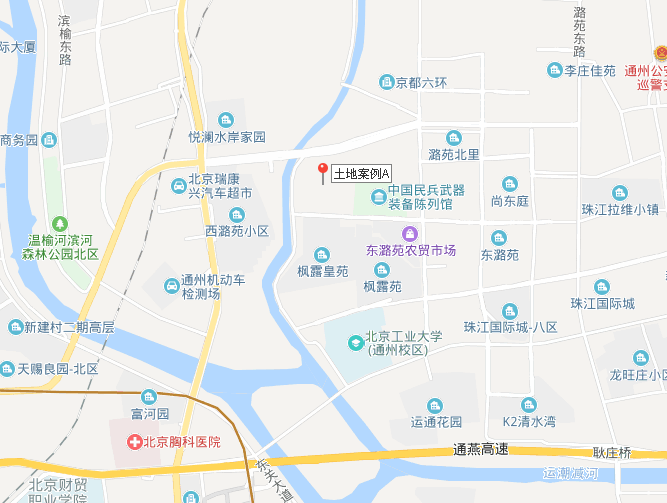 滨榆东路
潞苑东路
际大厦
李庄佳苑
通州公安
巡警支
京都六环
悦澜水岸家园
商务园
潞苑北里
土地案例A
北京瑞康
兴汽车超市
中国民兵武器
装备陈列馆
尚东庭
珠江拉维小镇
西潞苑小区
温榆河滨河
森林公园北区
东潞苑农贸市场
东潞苑
枫露皇苑
枫露苑
通州机动车
检测场
珠江国际城
新建村二期高层
珠江国际城-八区
北京工业大学
(通州校区)
天赐良园-北区
龙旺庄小区
富河园
运通花园
K2清水湾
北京胸科医院
通燕高速
耿庄桥
东夫大道
运潮减河
北京财贸
职业学院